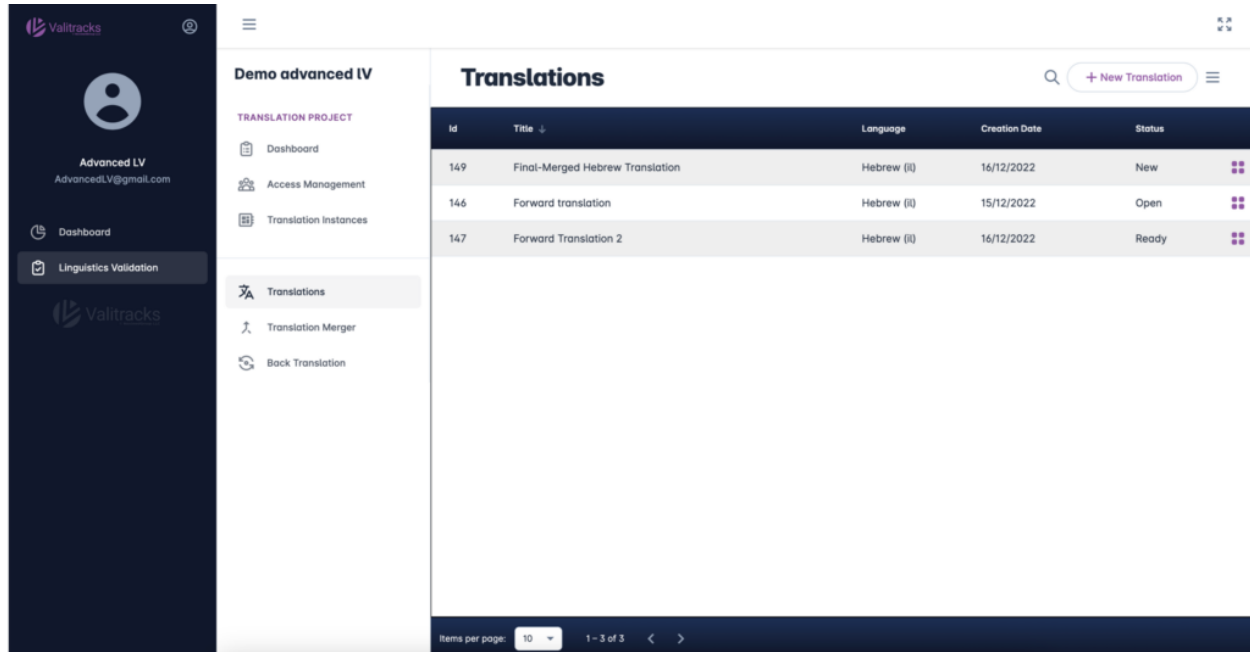 Valitracks
Advanced LV
AdvancedLV@gmail.com
Dashboard
Linguistics Validation
Valitracks
Demo advanced lV
TRANSLATION PROJECT
Dashboard
Access Management
Translation Instances
Translations
Translation Merger
Back Translation
Translations
+ New Translation
Id Title ↓ Language Creation Date Status
149 Final-Merged Hebrew Translation Hebrew (il) 16/12/2022 New
146 Forward translation Hebrew (il) 15/12/2022 Open
147 Forward Translation 2 Hebrew (il) 16/12/2022 Ready
Items per page: 10 1 – 3 of 3 < >